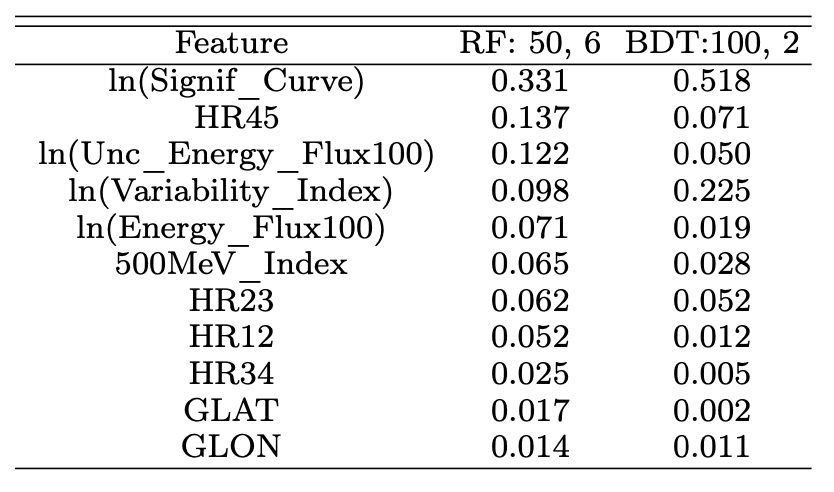 Feature RF: 50, 6 BDT:100, 2
ln(Signif_Curve) 0.331 0.518
HR45 0.137 0.071
ln(Unc_Energy_Flux100) 0.122 0.050
ln(Variability_Index) 0.098 0.225
ln(Energy_Flux100) 0.071 0.019
500MeV_Index 0.065 0.028
HR23 0.062 0.052
HR12 0.052 0.012
HR34 0.025 0.005
GLAT 0.017 0.002
GLON 0.014 0.011